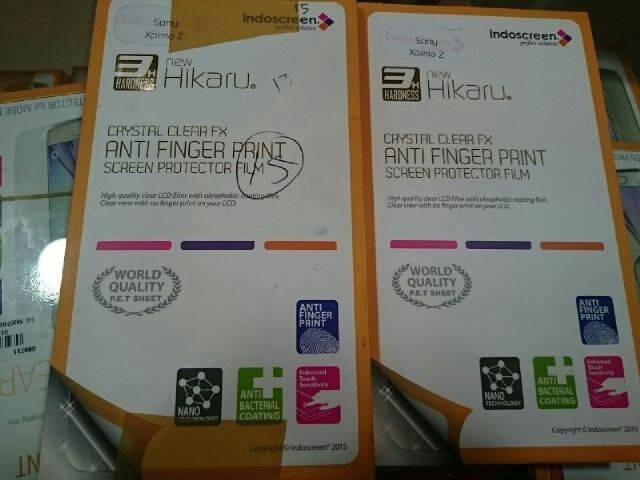 15
Sony
Xperia Z
indoscreen
perfect solution
3H
HARDNESS
new
Hikaru®
CRYSTAL CLEAR FX
ANTI FINGER PRINT
SCREEN PROTECTOR FILM
15
High quality clear LCD filter with oleophobic coating film.
Clear view with no finger print on your LCD.
WORLD
QUALITY
P.E.T SHEET
ANTI
FINGER
PRINT
NANO
TECHNOLOGY
ANTI
BACTERIAL
COATING
Enhanced
Touch
Sensitivity
Copyright © indoscreen® 2015
Sony
Xperia Z
indoscreen
perfect solution
3H
HARDNESS
new
Hikaru®
CRYSTAL CLEAR FX
ANTI FINGER PRINT
SCREEN PROTECTOR FILM
High quality clear LCD filter with oleophobic coating film.
Clear view with no finger print on your LCD.
WORLD
QUALITY
P.E.T SHEET
ANTI
FINGER
PRINT
NANO
TECHNOLOGY
ANTI
BACTERIAL
COATING
Enhanced
Touch
Sensitivity
Copyright © indoscreen® 2015